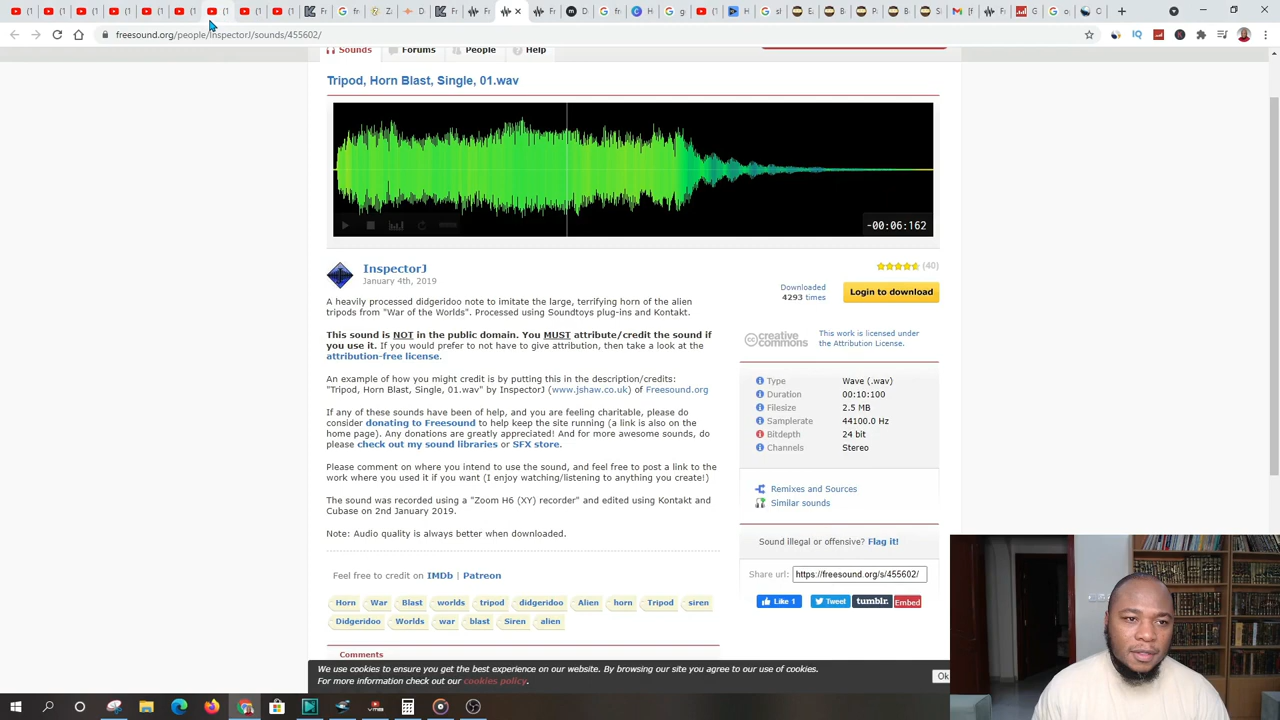 freesound.org/people/InspectorJ/sounds/455602/
Sounds Forums People Help
Tripod, Horn Blast, Single, 01.wav
-00:06:162
InspectorJ
January 4th, 2019
(40)
Downloaded
4293 times
Login to download
A heavily processed didgeridoo note to imitate the large, terrifying horn of the alien
tripods from "War of the Worlds". Processed using Soundtoys plug-ins and Kontakt.
This sound is NOT in the public domain. You MUST attribute/credit the sound if
you use it. If you would prefer to not have to give attribution, then take a look at the
attribution-free license.
An example of how you might credit is by putting this in the description/credits:
"Tripod, Horn Blast, Single, 01.wav" by InspectorJ (www.jshaw.co.uk) of Freesound.org
If any of these sounds have been of help, and you are feeling charitable, please do
consider donating to Freesound to help keep the site running (a link is also on the
home page). Any donations are greatly appreciated! And for more awesome sounds, do
please check out my sound libraries or SFX store.
Please comment on where you intend to use the sound, and feel free to post a link to the
work where you used it if you want (I enjoy watching/listening to anything you create!)
The sound was recorded using a "Zoom H6 (XY) recorder" and edited using Kontakt and
Cubase on 2nd January 2019.
Note: Audio quality is always better when downloaded.
Feel free to credit on IMDb | Patreon
Horn War Blast worlds tripod didgeridoo Alien horn Tripod siren
Didgeridoo Worlds war blast Siren alien
Comments
cc creative commons
This work is licensed under
the Attribution License.
Type Wave (.wav)
Duration 00:10:100
Filesize 2.5 MB
Samplerate 44100.0 Hz
Bitdepth 24 bit
Channels Stereo
Remixes and Sources
Similar sounds
Sound illegal or offensive? Flag it!
Share url: https://freesound.org/s/455602/
Like 1 Tweet tumblr. Embed
We use cookies to ensure you get the best experience on our website. By browsing our site you agree to our use of cookies.
For more information check out our cookies policy.
Ok